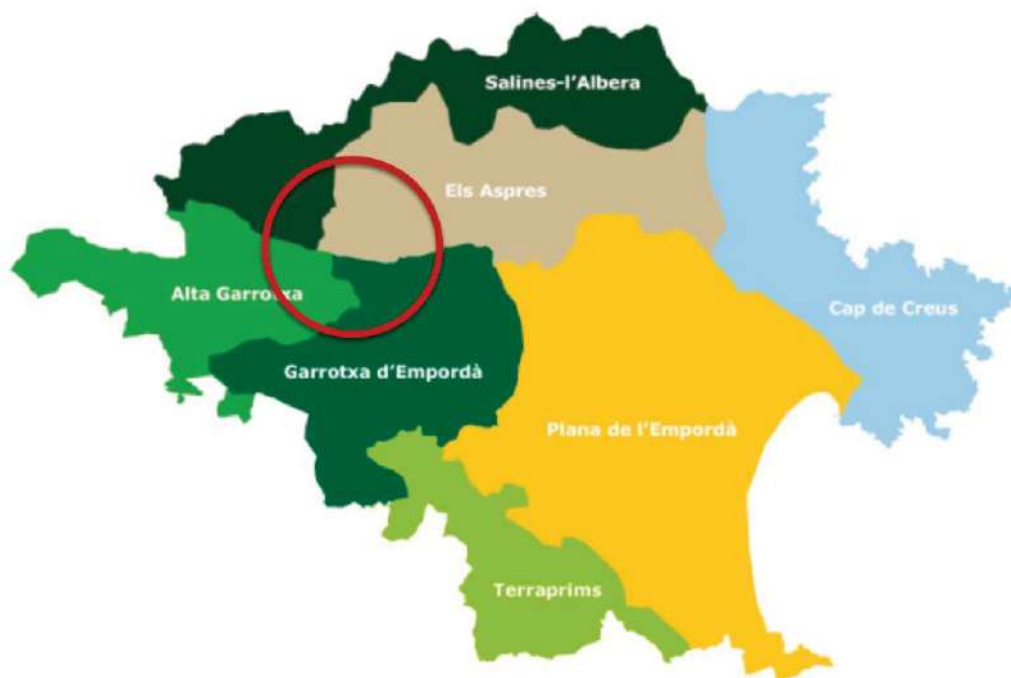 Salines-l'Albera
Els Aspres
Alta Garrotxa
Cap de Creus
Garrotxa d'Empordà
Plana de l'Empordà
Terraprims